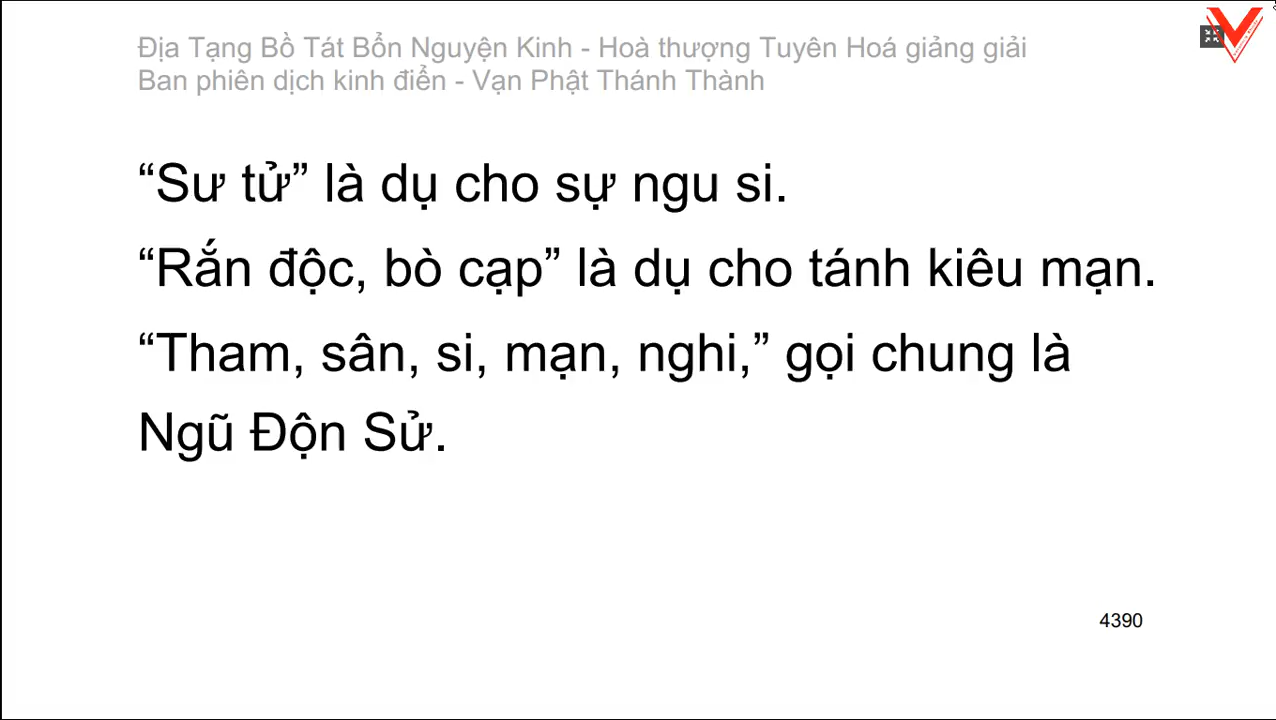 Địa Tạng Bồ Tát Bổn Nguyện Kinh - Hoà thượng Tuyên Hoá giảng giải
Ban phiên dịch kinh điển - Vạn Phật Thánh Thành
“Sư tử” là dụ cho sự ngu si.
“Rắn độc, bò cạp” là dụ cho tánh kiêu mạn.
“Tham, sân, si, mạn, nghi,” gọi chung là
Ngũ Độn Sử.
4390